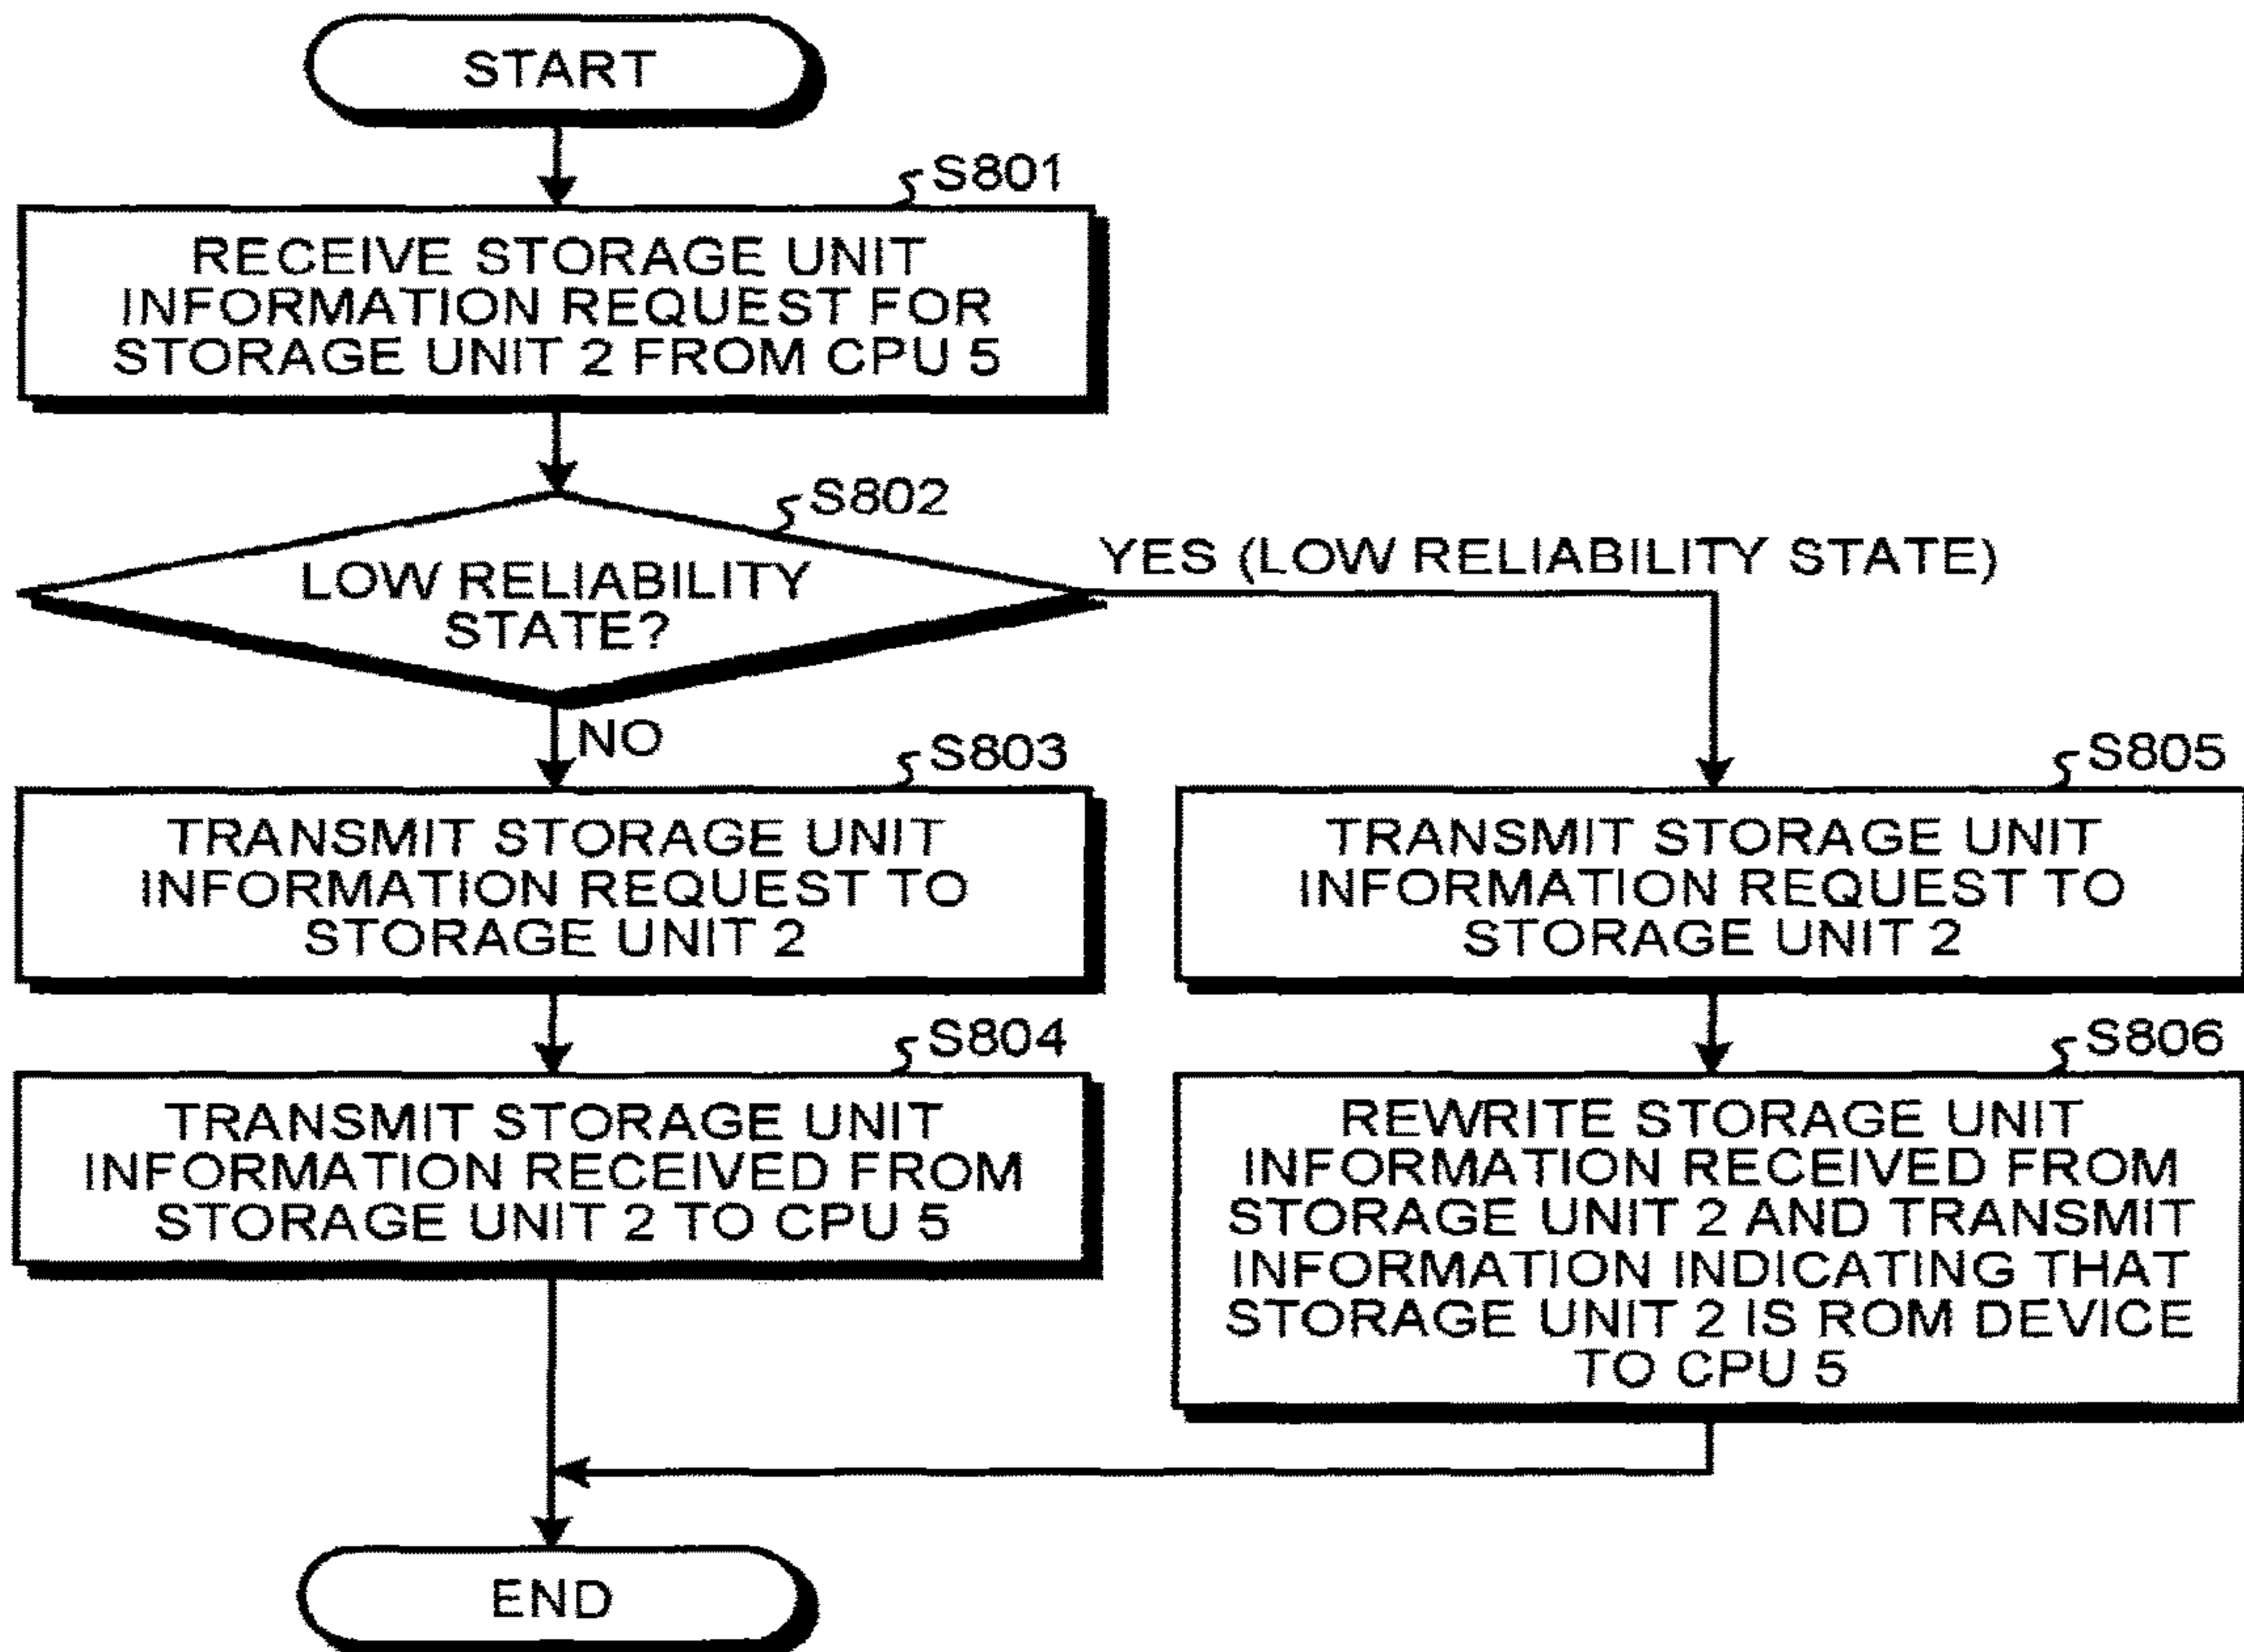 START
S801
RECEIVE STORAGE UNIT
INFORMATION REQUEST FOR
STORAGE UNIT 2 FROM CPU 5
S802
LOW RELIABILITY
STATE?
YES (LOW RELIABILITY STATE)
NO
S803
TRANSMIT STORAGE UNIT
INFORMATION REQUEST TO
STORAGE UNIT 2
S804
TRANSMIT STORAGE UNIT
INFORMATION RECEIVED FROM
STORAGE UNIT 2 TO CPU 5
S805
TRANSMIT STORAGE UNIT
INFORMATION REQUEST TO
STORAGE UNIT 2
S806
REWRITE STORAGE UNIT
INFORMATION RECEIVED FROM
STORAGE UNIT 2 AND TRANSMIT
INFORMATION INDICATING THAT
STORAGE UNIT 2 IS ROM DEVICE
TO CPU 5
END